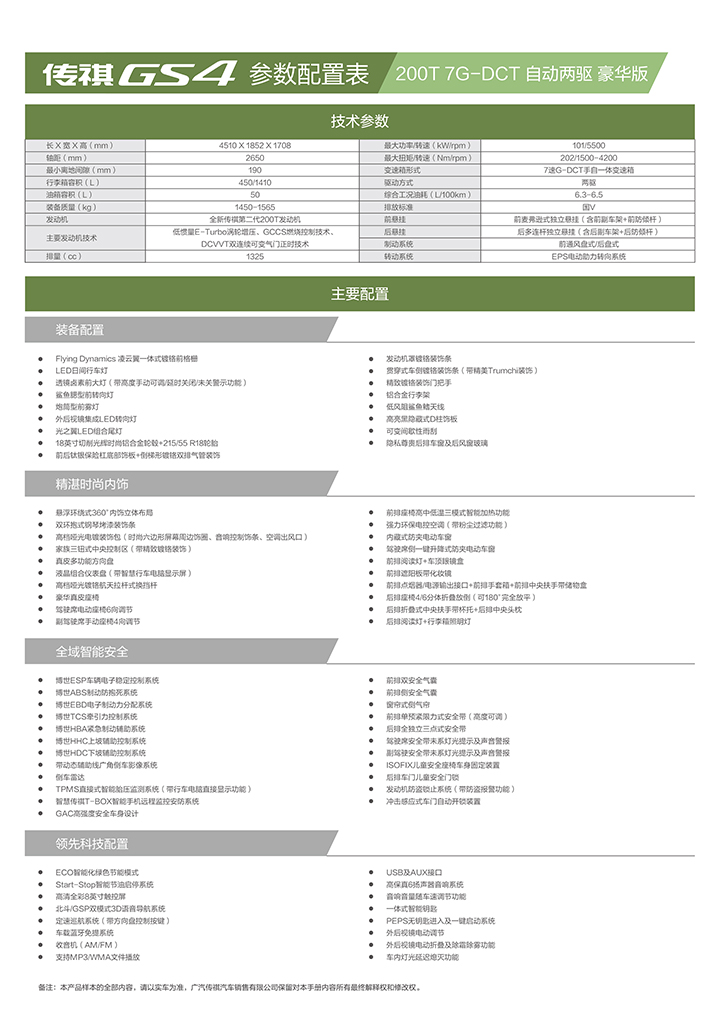 传祺 GS4 参数配置表 200T 7G-DCT 自动两驱 豪华版
技术参数
长 X 宽 X 高（mm） 4510 X 1852 X 1708 最大功率/转速（kW/rpm） 101/5500
轴距（mm） 2650 最大扭矩/转速（Nm/rpm） 202/1500-4200
最小离地间隙（mm） 190 变速箱形式 7速G-DCT手自一体变速箱
行李箱容积（L） 450/1410 驱动方式 两驱
油箱容积（L） 50 综合工况油耗（L/100km） 6.3-6.5
装备质量（kg） 1450-1565 排放标准 国V
发动机 全新传祺第二代200T发动机 前悬挂 前麦弗逊式独立悬挂（含前副车架+前防倾杆）
主要发动机技术 低惯量E-Turbo涡轮增压、GCCS燃烧控制技术、 后悬挂 后多连杆独立悬挂（含后副车架+后防倾杆）
DCVVT双连续可变气门正时技术 制动系统 前通风盘式/后盘式
排量（cc） 1325 转动系统 EPS电动助力转向系统
主要配置
装备配置
Flying Dynamics 凌云翼一体式镀铬前格栅
LED日间行车灯
透镜卤素前大灯（带高度手动可调/延时关闭/未关警示功能）
鲨鱼腮型前转向灯
炮筒型前雾灯
外后视镜集成LED转向灯
光之翼LED组合尾灯
18英寸切削光辉时尚铝合金轮毂+215/55 R18轮胎
前后钛银保险杠底部饰板+倒梯形镀铬双排气管装饰
发动机罩镀铬装饰条
贯穿式车侧镀铬装饰条（带精美Trumchi装饰）
精致镀铬装饰门把手
铝合金行李架
低风阻鲨鱼鳍天线
高亮黑隐藏式D柱饰板
可变间歇性雨刮
隐私尊贵后排车窗及后风窗玻璃
精湛时尚内饰
悬浮环绕式360°内饰立体布局
双环抱式钢琴烤漆装饰条
高档哑光电镀装饰包（时尚六边形屏幕周边饰圈、音响控制饰条、空调出风口）
家族三钮式中央控制区（带精致镀铬装饰）
真皮多功能方向盘
液晶组合仪表盘（带智慧行车电脑显示屏）
高档哑光镀铬航天拉杆式换挡杆
豪华真皮座椅
驾驶席电动座椅6向调节
副驾驶席手动座椅4向调节
前排座椅高中低温三模式智能加热功能
强力环保电控空调（带粉尘过滤功能）
内藏式防夹电动车窗
驾驶席侧一键升降式防夹电动车窗
前排阅读灯+车顶眼镜盒
前排遮阳板带化妆镜
前排点烟器/电源输出接口+前排手套箱+前排中央扶手带储物盒
后排座椅4/6分体折叠放倒（可180°完全放平）
后排折叠式中央扶手带杯托+后排中央头枕
后排阅读灯+行李箱照明灯
全域智能安全
博世ESP车辆电子稳定控制系统
博世ABS制动防抱死系统
博世EBD电子制动力分配系统
博世TCS牵引力控制系统
博世HBA紧急制动辅助系统
博世HHC上坡辅助控制系统
博世HDC下坡辅助控制系统
带动态辅助线广角倒车影像系统
倒车雷达
TPMS直接式智能胎压监测系统（带行车电脑直接显示功能）
智慧传祺T-BOX智能手机远程监控安防系统
GAC高强度安全车身设计
前排双安全气囊
前排侧安全气囊
窗帘式侧气帘
前排单预紧限力式安全带（高度可调）
后排全独立三点式安全带
驾驶席安全带未系灯光提示及声音警报
副驾驶安全带未系灯光提示及声音警报
ISOFIX儿童安全座椅车身固定装置
后排车门儿童安全门锁
发动机防盗锁止系统（带防盗报警功能）
冲击感应式车门自动开锁装置
领先科技配置
ECO智能化绿色节能模式
Start-Stop智能节油启停系统
高清全彩8英寸触控屏
北斗/GSP双模式3D语音导航系统
定速巡航系统（带方向盘控制按键）
车载蓝牙免提系统
收音机（AM/FM）
支持MP3/WMA文件播放
USB及AUX接口
高保真6扬声器音响系统
音响音量随车速调节功能
一体式智能钥匙
PEPS无钥匙进入及一键启动系统
外后视镜电动调节
外后视镜电动折叠及除霜除雾功能
车内灯光延迟熄灭功能
备注：本产品样本的全部内容，请以实车为准，广汽传祺汽车销售有限公司保留对本手册内容所有最终解释权和修改权。